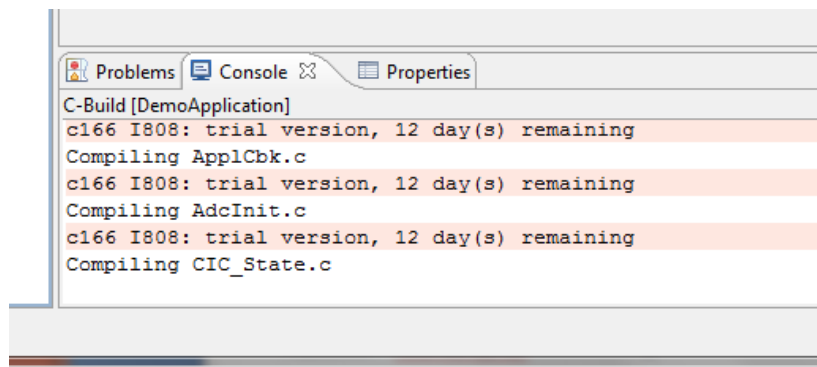 Problems Console Properties
C-Build [DemoApplication]
c166 I808: trial version, 12 day(s) remaining
Compiling ApplCbk.c
c166 I808: trial version, 12 day(s) remaining
Compiling AdcInit.c
c166 I808: trial version, 12 day(s) remaining
Compiling CIC_State.c